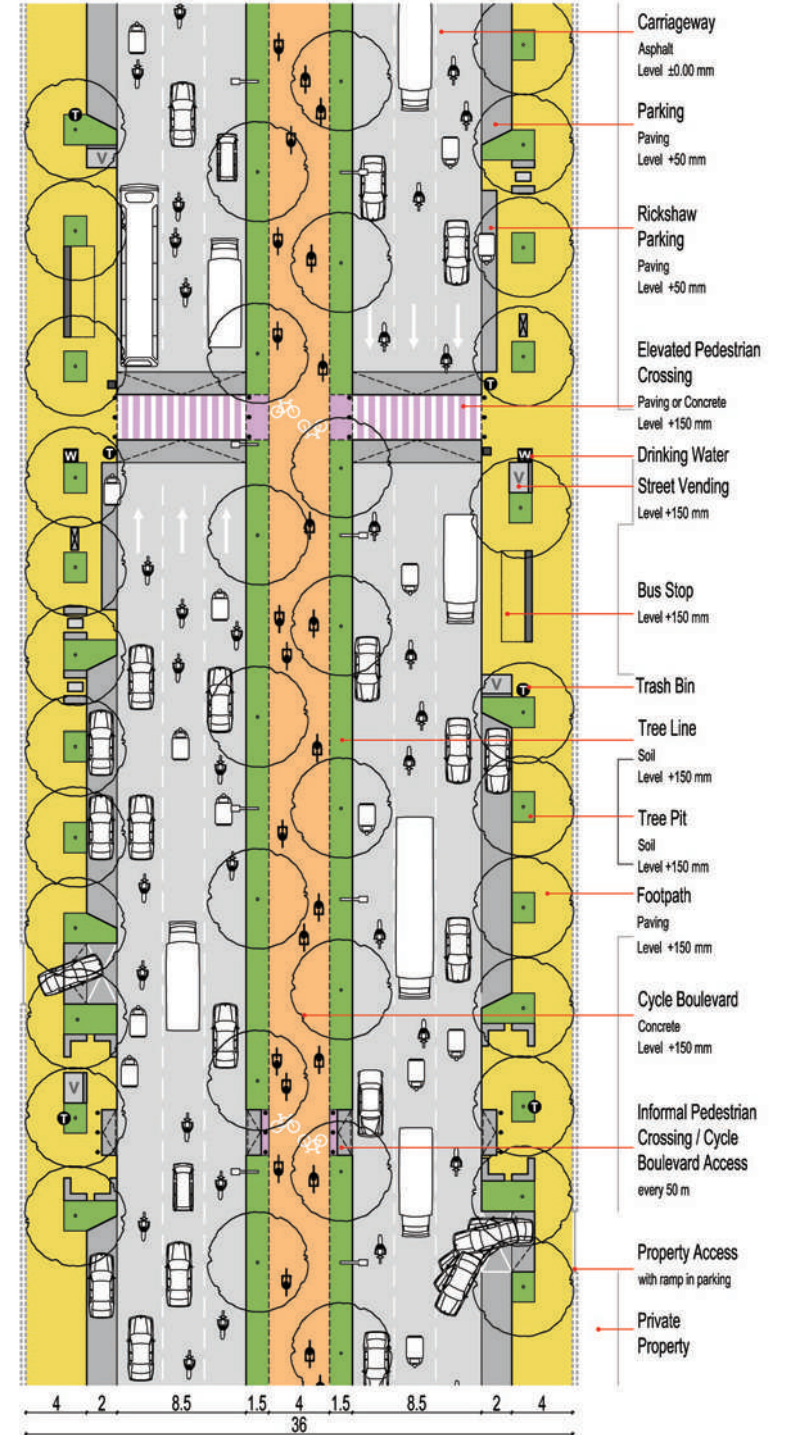 Carriageway
Asphalt
Level ±0.00 mm
Parking
Paving
Level +50 mm
Rickshaw
Parking
Paving
Level +50 mm
Elevated Pedestrian
Crossing
Paving or Concrete
Level +150 mm
Drinking Water
Street Vending
Level +150 mm
Bus Stop
Level +150 mm
Trash Bin
Tree Line
Soil
Level +150 mm
Tree Pit
Soil
Level +150 mm
Footpath
Paving
Level +150 mm
Cycle Boulevard
Concrete
Level +150 mm
Informal Pedestrian
Crossing / Cycle
Boulevard Access
every 50 m
Property Access
with ramp in parking
Private
Property
T
V
T
W
T
W
V
V
T
V
T
T
4 2 8.5 1.5 4 1.5 8.5 2 4
36